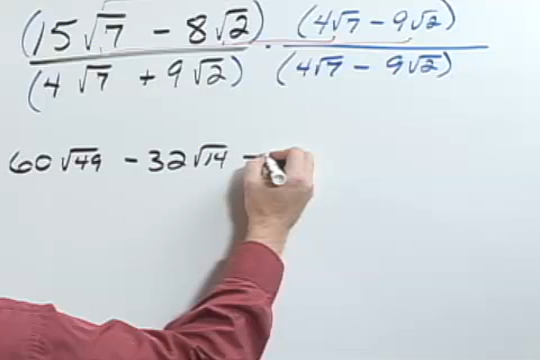 (15√7 - 8√2) / (4√7 + 9√2) · (4√7 - 9√2) / (4√7 - 9√2)
60√49 - 32√14 -